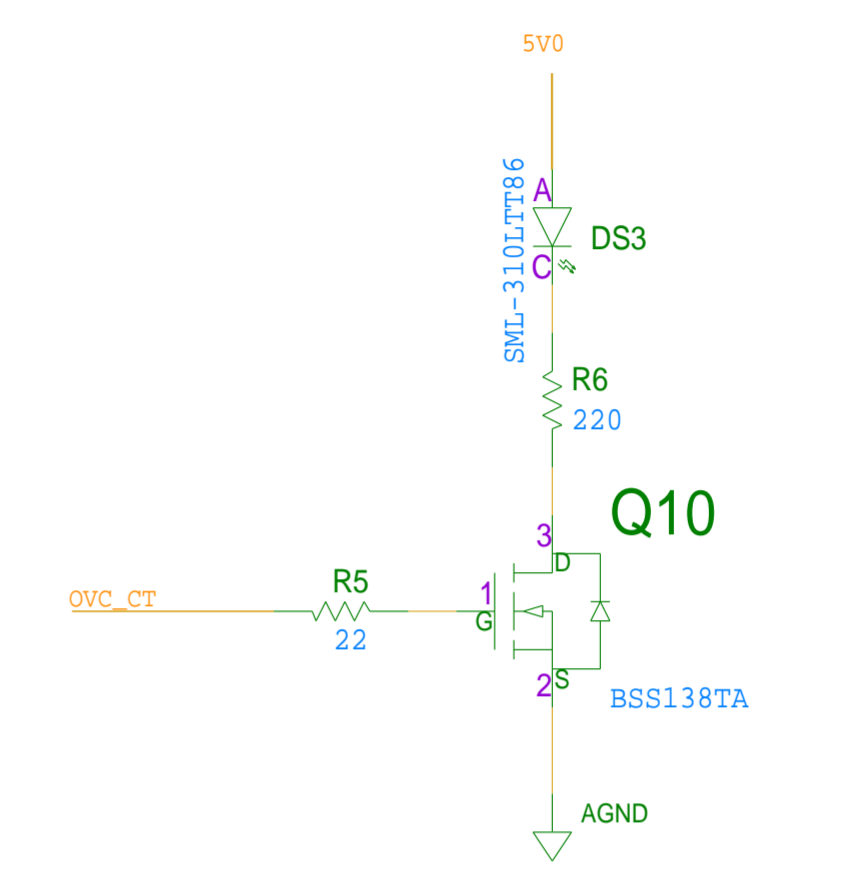 5V0
SML-310LTT86
A
DS3
C
R6
220
Q10
3
D
R5
OVC_CT
1
G
22
2
S
BSS138TA
AGND